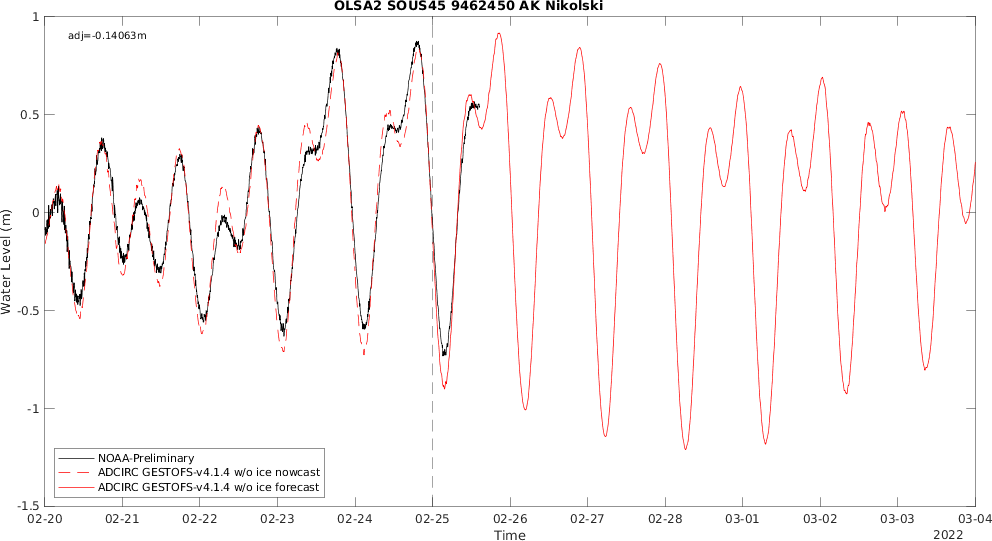 OLSA2 SOUS45 9462450 AK Nikolski
adj=-0.14063m
1
0.5
0
-0.5
-1
-1.5
Water Level (m)
NOAA-Preliminary
ADCIRC GESTOFS-v4.1.4 w/o ice nowcast
ADCIRC GESTOFS-v4.1.4 w/o ice forecast
02-20 02-21 02-22 02-23 02-24 02-25 02-26 02-27 02-28 03-01 03-02 03-03 03-04
Time
2022